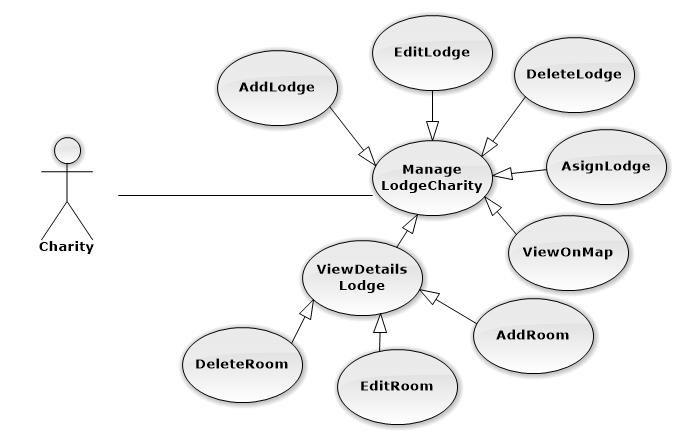 EditLodge
DeleteLodge
AddLodge
AsignLodge
Manage
LodgeCharity
Charity
ViewOnMap
ViewDetails
Lodge
AddRoom
DeleteRoom
EditRoom